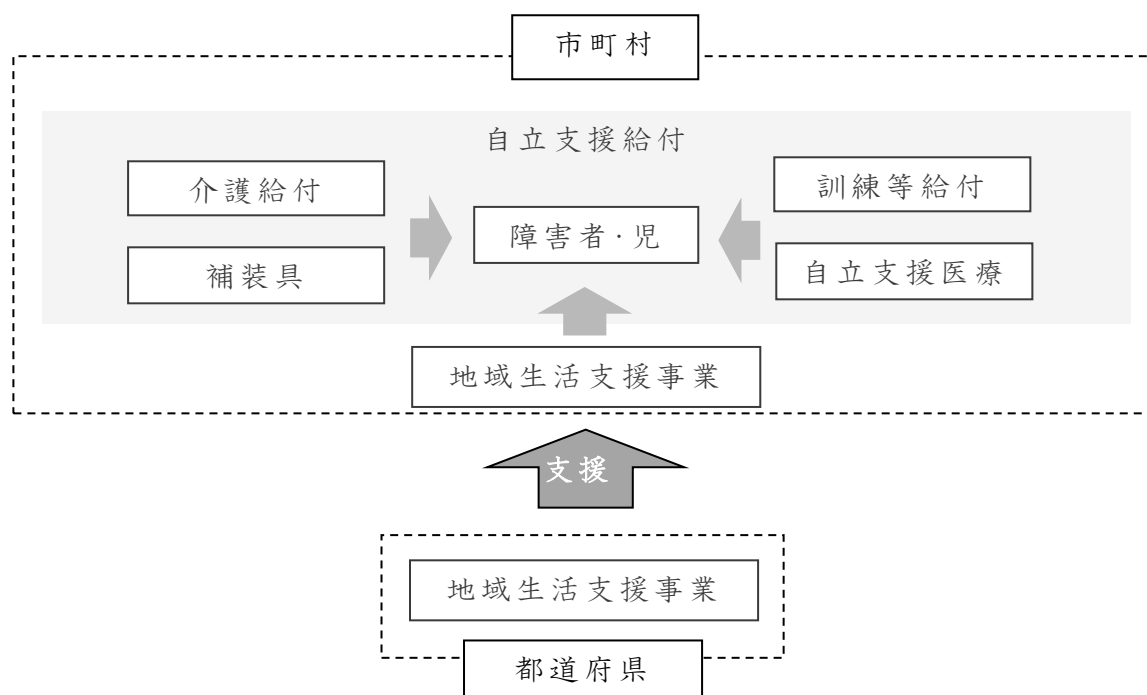 市町村
自立支援給付
介護給付
訓練等給付
障害者・児
補装具
自立支援医療
地域生活支援事業
支援
地域生活支援事業
都道府県